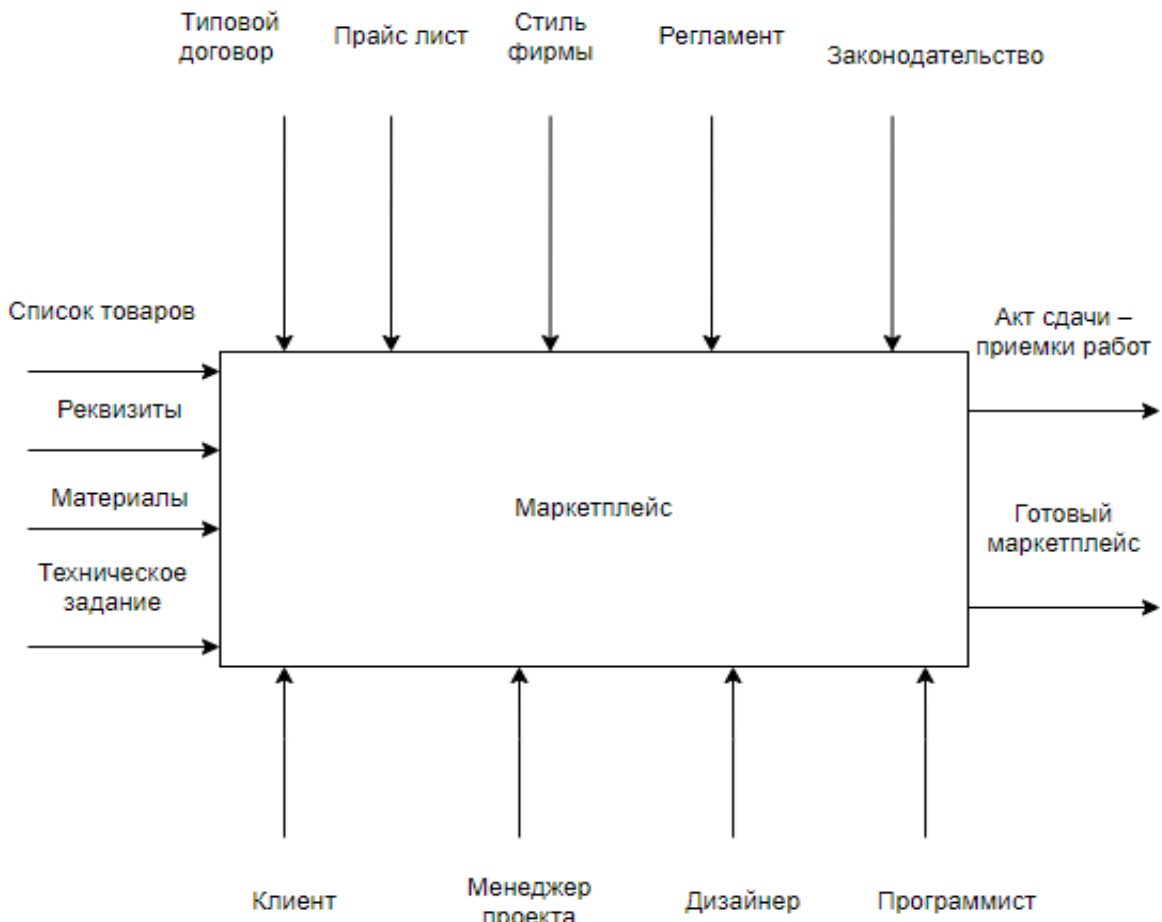 Типовой
договор
Прайс лист
Стиль
фирмы
Регламент
Законодательство
Список товаров
Реквизиты
Материалы
Техническое
задание
Маркетплейс
Акт сдачи –
приемки работ
Готовый
маркетплейс
Клиент
Менеджер
проекта
Дизайнер
Программист